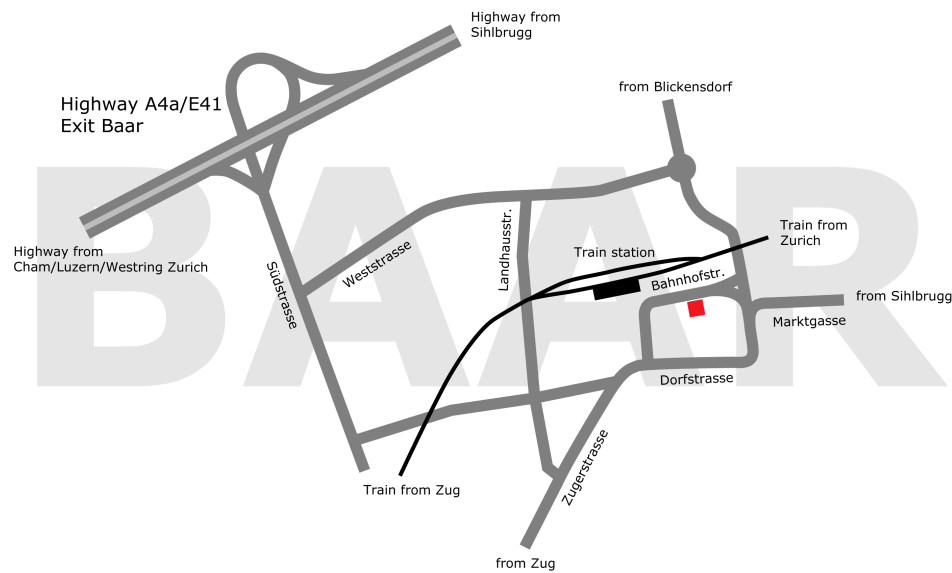 Highway from
Sihlbrugg
from Blickensdorf
Highway A4a/E41
Exit Baar
BAAR
Train from
Zurich
Highway from
Cham/Luzern/Westring Zurich
Südstrasse
Weststrasse
Landhausstr.
Train station
Bahnhofstr.
from Sihlbrugg
Marktgasse
Dorfstrasse
Zugerstrasse
Train from Zug
from Zug